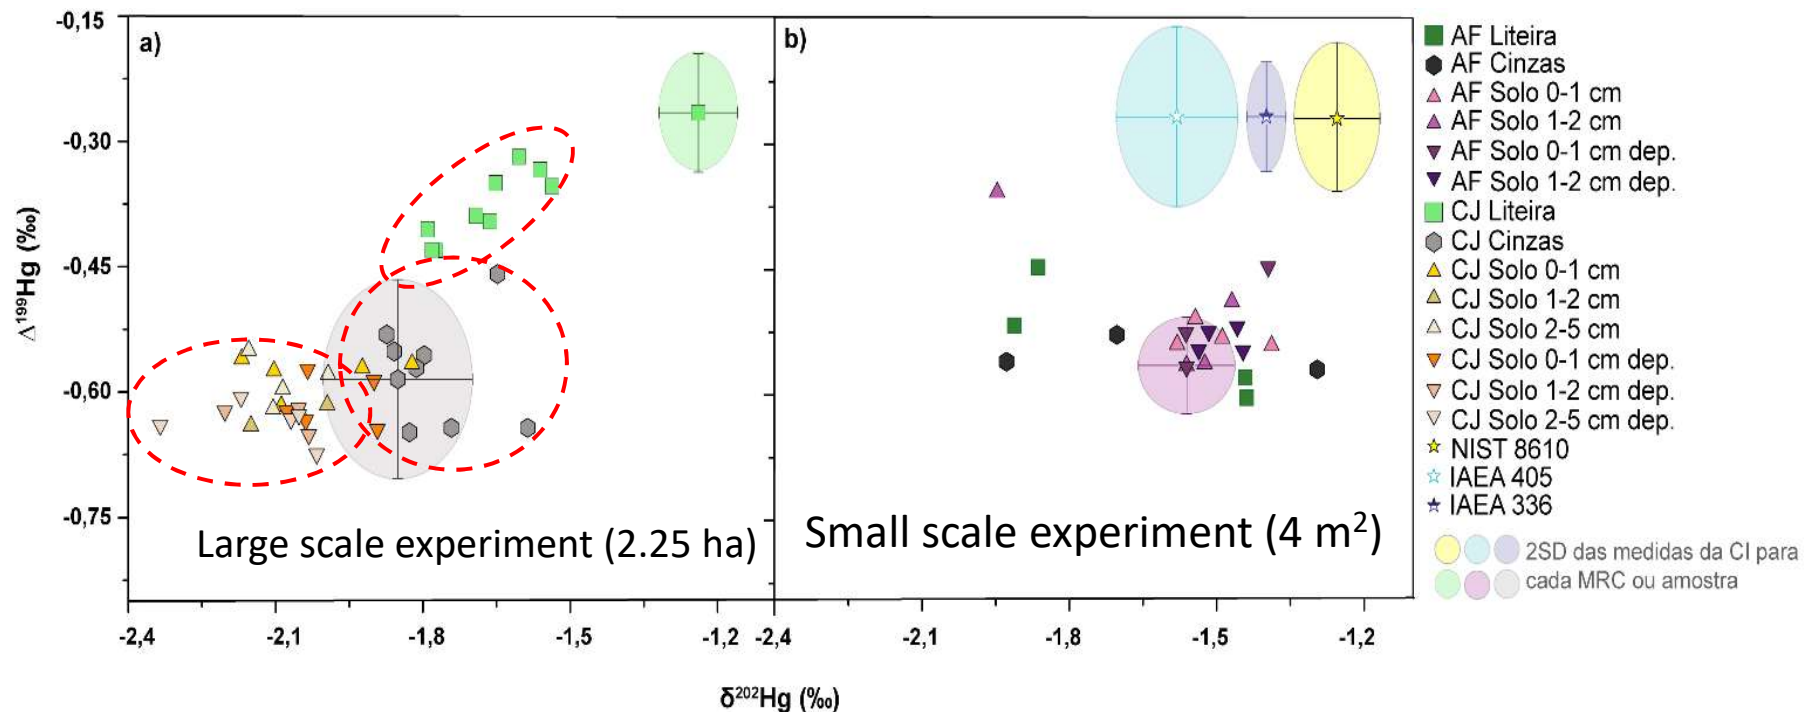 a)
b)
-0,15
-0,30
-0,45
-0,60
-0,75
Δ¹⁹⁹Hg (‰)
Large scale experiment (2.25 ha)
Small scale experiment (4 m²)
-2,4
-2,1
-1,8
-1,5
-1,2
-2,4
-2,1
-1,8
-1,5
-1,2
δ²⁰²Hg (‰)
AF Liteira
AF Cinzas
AF Solo 0-1 cm
AF Solo 1-2 cm
AF Solo 0-1 cm dep.
AF Solo 1-2 cm dep.
CJ Liteira
CJ Cinzas
CJ Solo 0-1 cm
CJ Solo 1-2 cm
CJ Solo 2-5 cm
CJ Solo 0-1 cm dep.
CJ Solo 1-2 cm dep.
CJ Solo 2-5 cm dep.
NIST 8610
IAEA 405
IAEA 336
2SD das medidas da CI para
cada MRC ou amostra